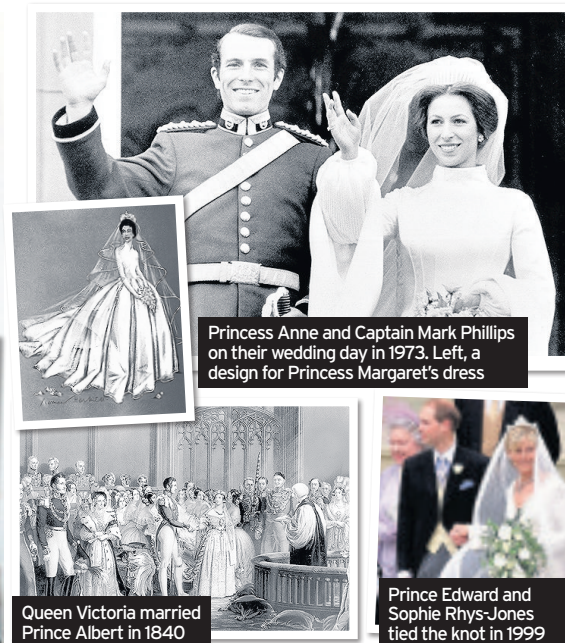 Princess Anne and Captain Mark Phillips
on their wedding day in 1973. Left, a
design for Princess Margaret's dress
Queen Victoria married
Prince Albert in 1840
Prince Edward and
Sophie Rhys-Jones
tied the knot in 1999